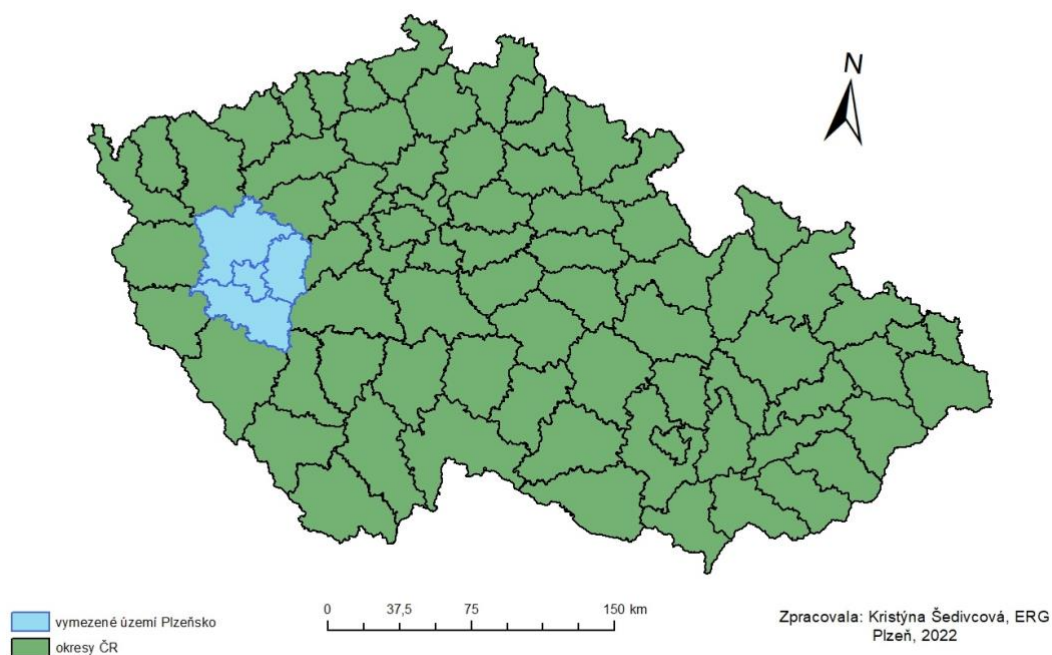 N
vymezené území Plzeňsko
okresy ČR
0 37,5 75 150 km
Zpracovala: Kristýna Šedivcová, ERG
Plzeň, 2022